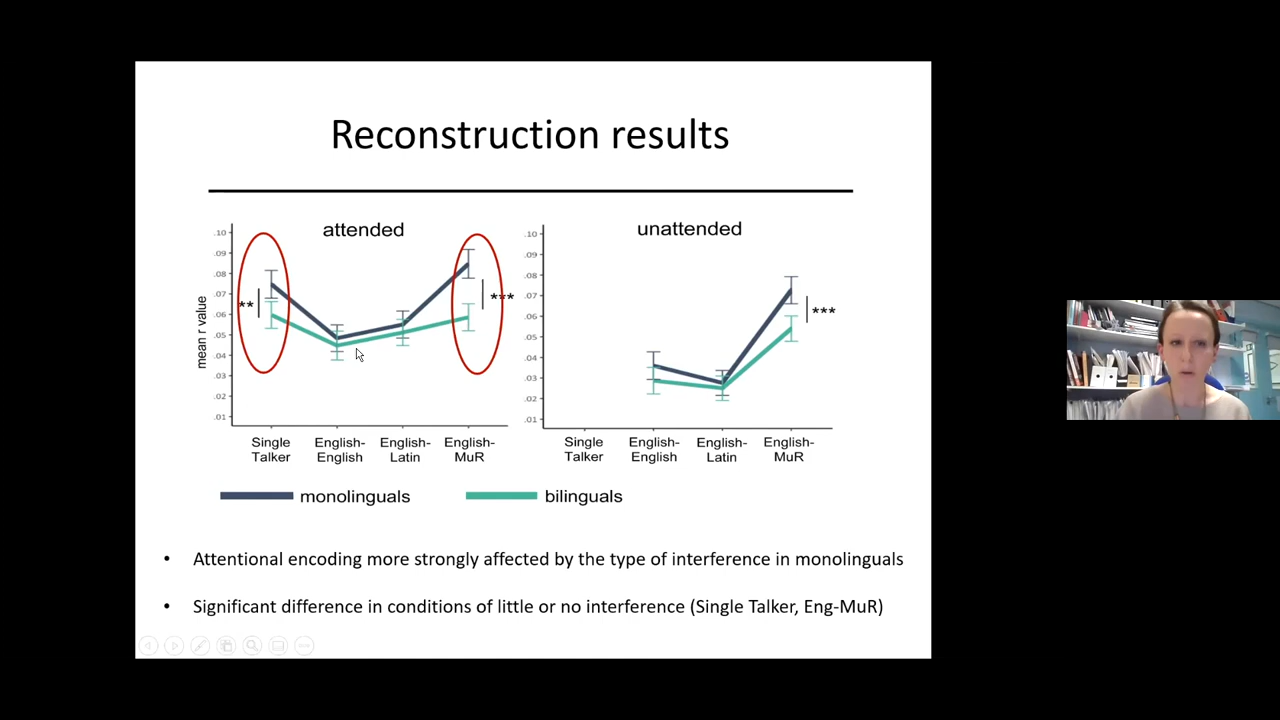 Reconstruction results
attended
unattended
mean r value
.10
.09
.08
.07
.06
.05
.04
.03
.02
.01
**
***
Single
Talker
English-
English
English-
Latin
English-
MuR
.10
.09
.08
.07
.06
.05
.04
.03
.02
.01
***
Single
Talker
English-
English
English-
Latin
English-
MuR
monolinguals
bilinguals
• Attentional encoding more strongly affected by the type of interference in monolinguals
• Significant difference in conditions of little or no interference (Single Talker, Eng-MuR)